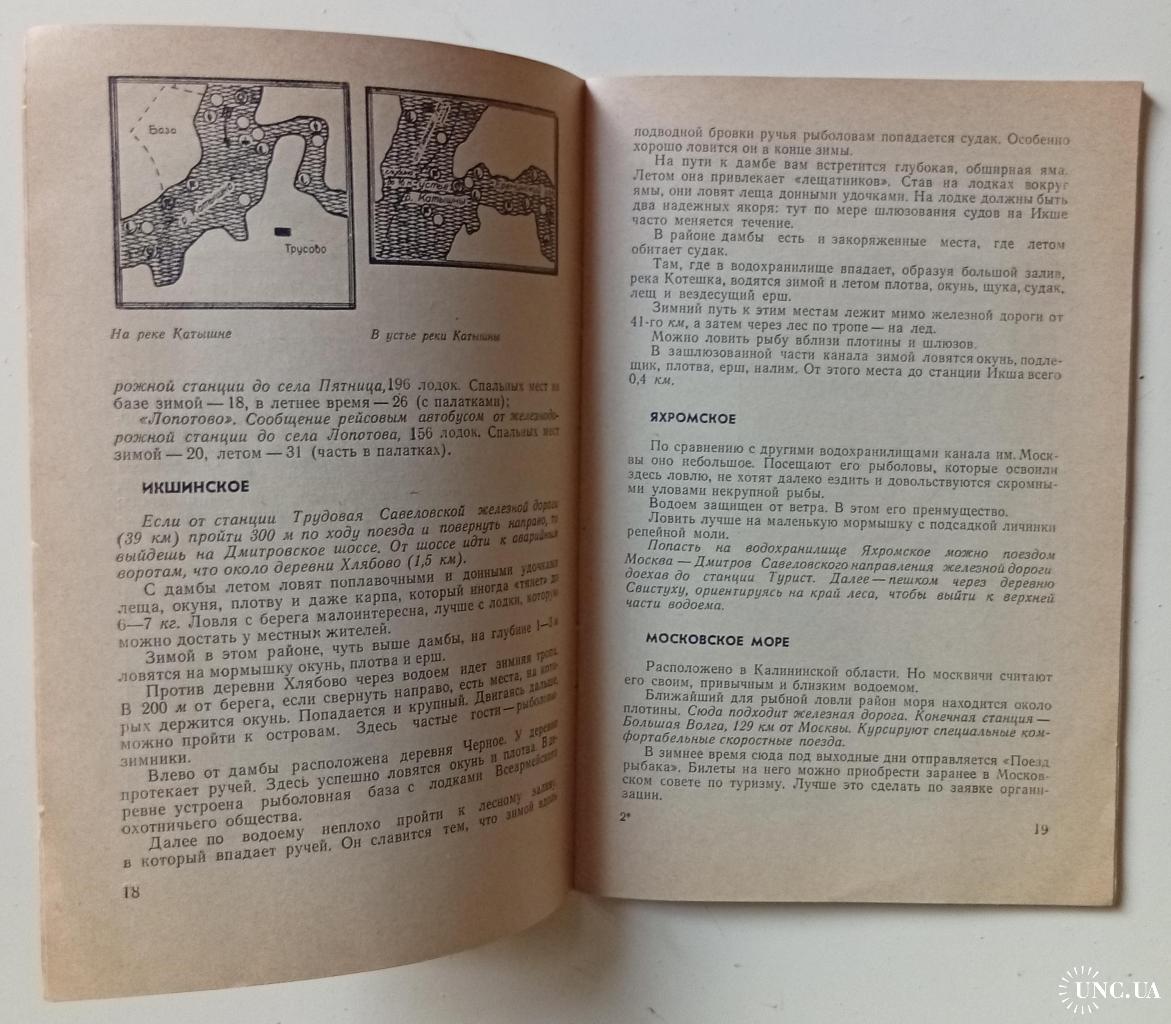 База
р. Катыши
Трусово
Устье
р. Катышны
На реке Катышне
В устье реки Катышны
рожной станции до села Пятница, 196 лодок. Спальных мест на
базе зимой — 18, в летнее время — 26 (с палатками);
«Лопотово». Сообщение рейсовым автобусом от железнодо-
рожной станции до села Лопотова, 156 лодок. Спальных мест
зимой — 20, летом — 31 (часть в палатках).
ИКШИНСКОЕ
Если от станции Трудовая Савеловской железной дороги
(39 км) пройти 300 м по ходу поезда и повернуть направо, то
выйдешь на Дмитровское шоссе. От шоссе идти к аварийным
воротам, что около деревни Хлябово (1,5 км).
С дамбы летом ловят поплавочными и донными удочками
леща, окуня, плотву и даже карпа, который иногда «тянет» до
6—7 кг. Ловля с берега малоинтересна, лучше с лодки, которую
можно достать у местных жителей.
Зимой в этом районе, чуть выше дамбы, на глубине 1—3 м
ловятся на мормышку окунь, плотва и ерш.
Против деревни Хлябово через водоем идет зимняя тропа.
В 200 м от берега, если свернуть направо, есть места, на кото-
рых держится окунь. Попадается и крупный. Двигаясь дальше,
можно пройти к островам. Здесь частые гости — рыболовы-
зимники.
Влево от дамбы расположена деревня Черное. У деревни
протекает ручей. Здесь успешно ловятся окунь и плотва. В де-
ревне устроена рыболовная база с лодками Всеармейского
охотничьего общества.
Далее по водоему неплохо пройти к лесному заливу,
в который впадает ручей. Он славится тем, что зимой вдоль
18
подводной бровки ручья рыболовам попадается судак. Особенно
хорошо ловится он в конце зимы.
На пути к дамбе вам встретится глубокая, обширная яма.
Летом она привлекает «лещатников». Став на лодках вокруг
ямы, они ловят леща донными удочками. На лодке должны быть
два надежных якоря: тут по мере шлюзования судов на Икше
часто меняется течение.
В районе дамбы есть и закоряженные места, где летом
обитает судак.
Там, где в водохранилище впадает, образуя большой залив,
река Котешка, водятся зимой и летом плотва, окунь, щука, судак,
лещ и вездесущий ерш.
Зимний путь к этим местам лежит мимо железной дороги от
41-го км, а затем через лес по тропе — на лед.
Можно ловить рыбу вблизи плотины и шлюзов.
В зашлюзованной части канала зимой ловятся окунь, подле-
щик, плотва, ерш, налим. От этого места до станции Икша всего
0,4 км.
ЯХРОМСКОЕ
По сравнению с другими водохранилищами канала им. Моск-
вы оно небольшое. Посещают его рыболовы, которые освоили
здесь ловлю, не хотят далеко ездить и довольствуются скромны-
ми уловами некрупной рыбы.
Водоем защищен от ветра. В этом его преимущество.
Ловить лучше на маленькую мормышку с подсадкой личинки
репейной моли.
Попасть на водохранилище Яхромское можно поездом
Москва — Дмитров Савеловского направления железной дороги
доехав до станции Турист. Далее — пешком через деревню
Свистуху, ориентируясь на край леса, чтобы выйти к верхней
части водоема.
МОСКОВСКОЕ МОРЕ
Расположено в Калининской области. Но москвичи считают
его своим, привычным и близким водоемом.
Ближайший для рыбной ловли район моря находится около
плотины. Сюда подходит железная дорога. Конечная станция —
Большая Волга, 129 км от Москвы. Курсируют специальные ком-
фортабельные скоростные поезда.
В зимнее время сюда под выходные дни отправляется «Поезд
рыбака». Билеты на него можно приобрести заранее в Москов-
ском совете по туризму. Лучше это сделать по заявке органи-
зации.
2*
19
UNC.UA